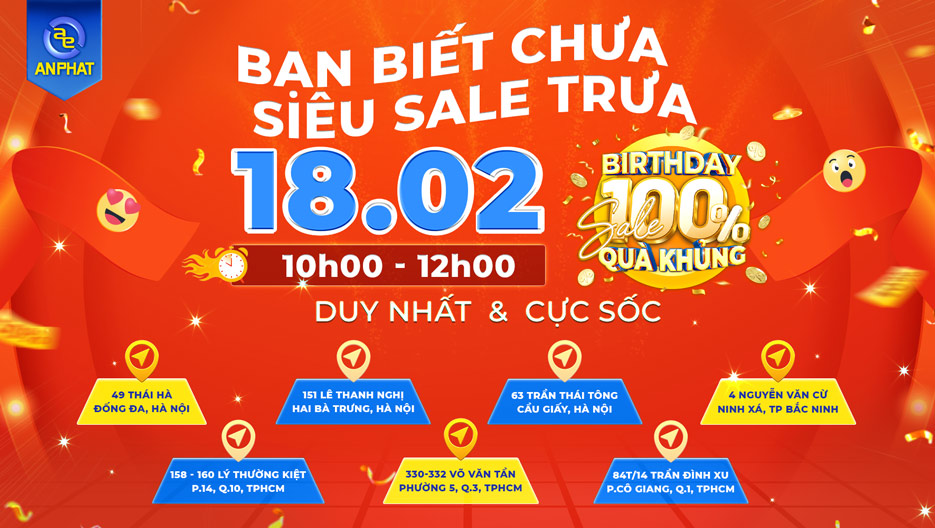 ae
ANPHAT
BẠN BIẾT CHƯA
SIÊU SALE TRƯA
18.02
10h00 - 12h00
BIRTHDAY
Sale 100%
QUÀ KHỦNG
DUY NHẤT & CỰC SỐC
49 THÁI HÀ
ĐỐNG ĐA, HÀ NỘI
151 LÊ THANH NGHỊ
HAI BÀ TRƯNG, HÀ NỘI
63 TRẦN THÁI TÔNG
CẦU GIẤY, HÀ NỘI
4 NGUYỄN VĂN CỪ
NINH XÁ, TP BẮC NINH
158 - 160 LÝ THƯỜNG KIỆT
P.14, Q.10, TPHCM
330-332 VÕ VĂN TẦN
PHƯỜNG 5, Q.3, TPHCM
84T/14 TRẦN ĐÌNH XU
P.CÔ GIANG, Q.1, TPHCM